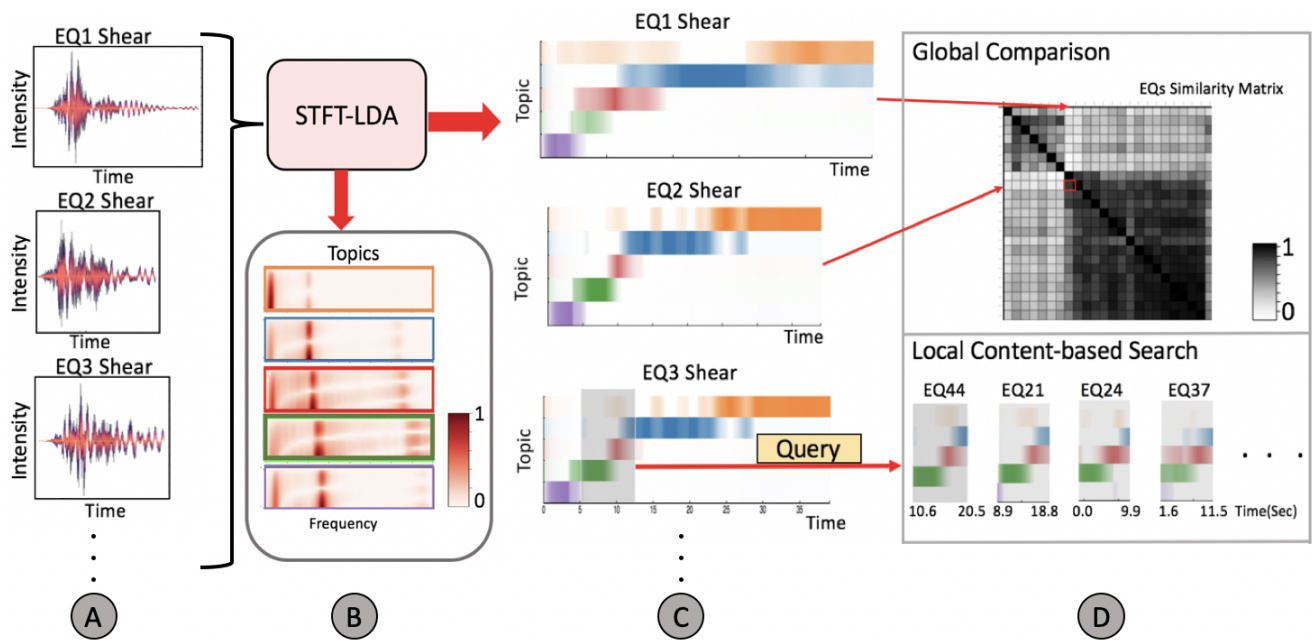 EQ1 Shear
Intensity
Time
EQ2 Shear
Intensity
Time
EQ3 Shear
Intensity
Time
A
STFT-LDA
Topics
1
0
Frequency
B
EQ1 Shear
Topic
Time
EQ2 Shear
Topic
Time
EQ3 Shear
Topic
Query
0 5 10 15 20 25 30 35
Time
C
Global Comparison
EQs Similarity Matrix
1
0
Local Content-based Search
EQ44 EQ21 EQ24 EQ37
10.6 20.5 8.9 18.8 0.0 9.9 1.6 11.5 Time(Sec)
D